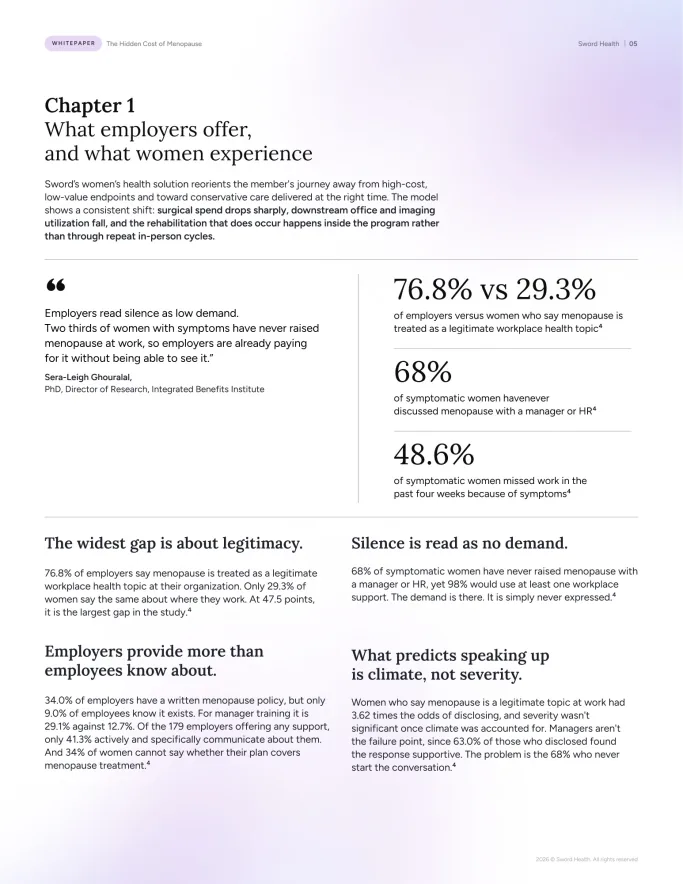 WHITEPAPER The Hidden Cost of Menopause
Sword Health | 05
Chapter 1
What employers offer,
and what women experience
Sword's women's health solution reorients the member's journey away from high-cost,
low-value endpoints and toward conservative care delivered at the right time. The model
shows a consistent shift: surgical spend drops sharply, downstream office and imaging
utilization fall, and the rehabilitation that does occur happens inside the program rather
than through repeat in-person cycles.
“
Employers read silence as low demand.
Two thirds of women with symptoms have never raised
menopause at work, so employers are already paying
for it without being able to see it.”
Sera-Leigh Ghouralal,
PhD, Director of Research, Integrated Benefits Institute
76.8% vs 29.3%
of employers versus women who say menopause is
treated as a legitimate workplace health topic⁴
68%
of symptomatic women havenever
discussed menopause with a manager or HR⁴
48.6%
of symptomatic women missed work in the
past four weeks because of symptoms⁴
The widest gap is about legitimacy.
76.8% of employers say menopause is treated as a legitimate
workplace health topic at their organization. Only 29.3% of
women say the same about where they work. At 47.5 points,
it is the largest gap in the study.⁴
Silence is read as no demand.
68% of symptomatic women have never raised menopause with
a manager or HR, yet 98% would use at least one workplace
support. The demand is there. It is simply never expressed.⁴
Employers provide more than
employees know about.
34.0% of employers have a written menopause policy, but only
9.0% of employees know it exists. For manager training it is
29.1% against 12.7%. Of the 179 employers offering any support,
only 41.3% actively and specifically communicate about them.
And 34% of women cannot say whether their plan covers
menopause treatment.⁴
What predicts speaking up
is climate, not severity.
Women who say menopause is a legitimate topic at work had
3.62 times the odds of disclosing, and severity wasn't
significant once climate was accounted for. Managers aren't
the failure point, since 63.0% of those who disclosed found
the response supportive. The problem is the 68% who never
start the conversation.⁴
2026 © Sword Health. All rights reserved